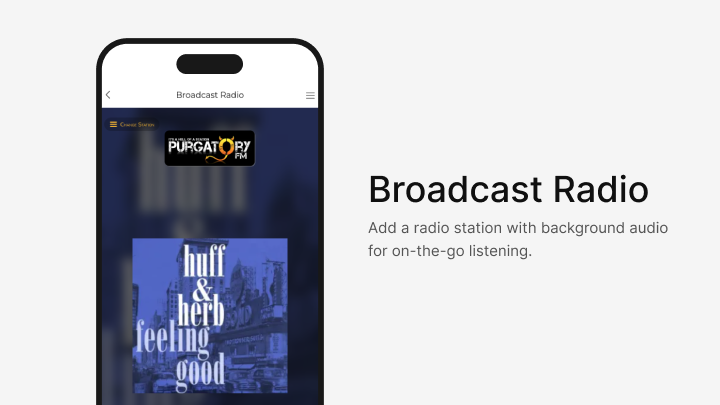 Broadcast Radio
Change Station
IT'S A HELL OF A STATION
PURGATORY
FM
huff
&
herb
feeling
good
Broadcast Radio
Add a radio station with background audio
for on-the-go listening.